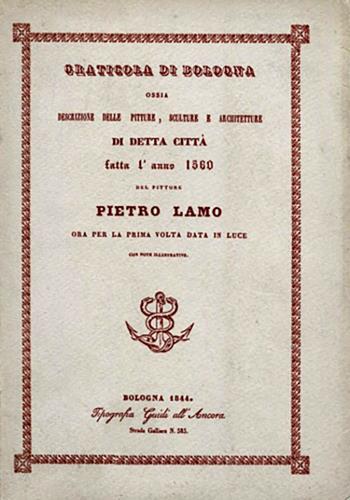 GRATICOLA DI BOLOGNA
OSSIA
DESCRIZIONE DELLE PITTURE, SCULTURE E ARCHITETTURE
DI DETTA CITTÀ
fatta l' anno 1560
DEL PITTORE
PIETRO LAMO
ORA PER LA PRIMA VOLTA DATA IN LUCE
CON NOTE ILLUSTRATIVE.
BOLOGNA 1844.
Tipografia Guidi all' Ancora
Strada Galliera N. 583.